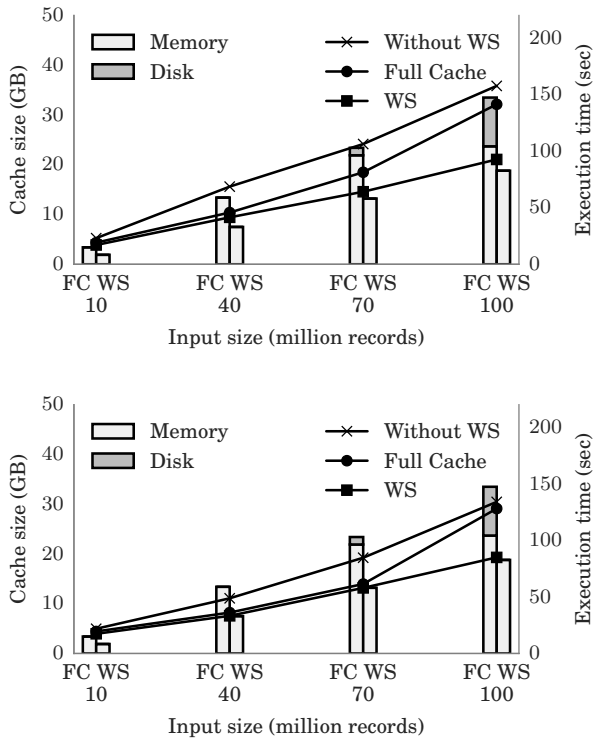 50
40
30
20
10
0
Cache size (GB)
Memory
Disk
Without WS
Full Cache
WS
200
150
100
50
0
Execution time (sec)
FC WS FC WS FC WS FC WS
10 40 70 100
Input size (million records)
50
40
30
20
10
0
Cache size (GB)
Memory
Disk
Without WS
Full Cache
WS
200
150
100
50
0
Execution time (sec)
FC WS FC WS FC WS FC WS
10 40 70 100
Input size (million records)